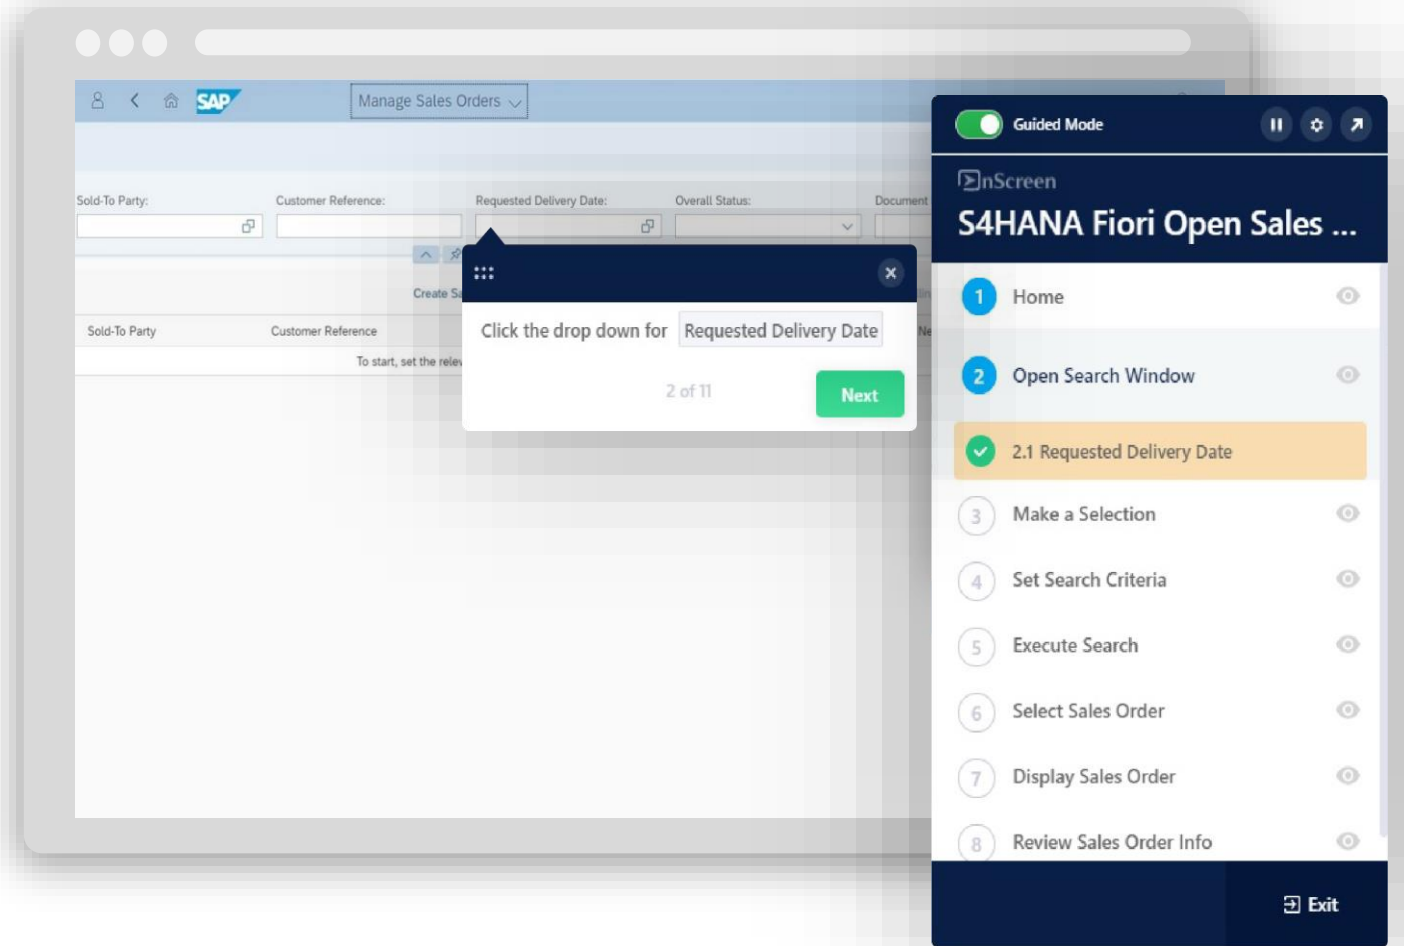 SAP
Manage Sales Orders
Sold-To Party:
Customer Reference:
Requested Delivery Date:
Overall Status:
Document
Create
Sold-To Party
Customer Reference
To start, set the
Click the drop down for Requested Delivery Date
2 of 11
Next
Guided Mode
nScreen
S4HANA Fiori Open Sales ...
1 Home
2 Open Search Window
2.1 Requested Delivery Date
3 Make a Selection
4 Set Search Criteria
5 Execute Search
6 Select Sales Order
7 Display Sales Order
8 Review Sales Order Info
Exit